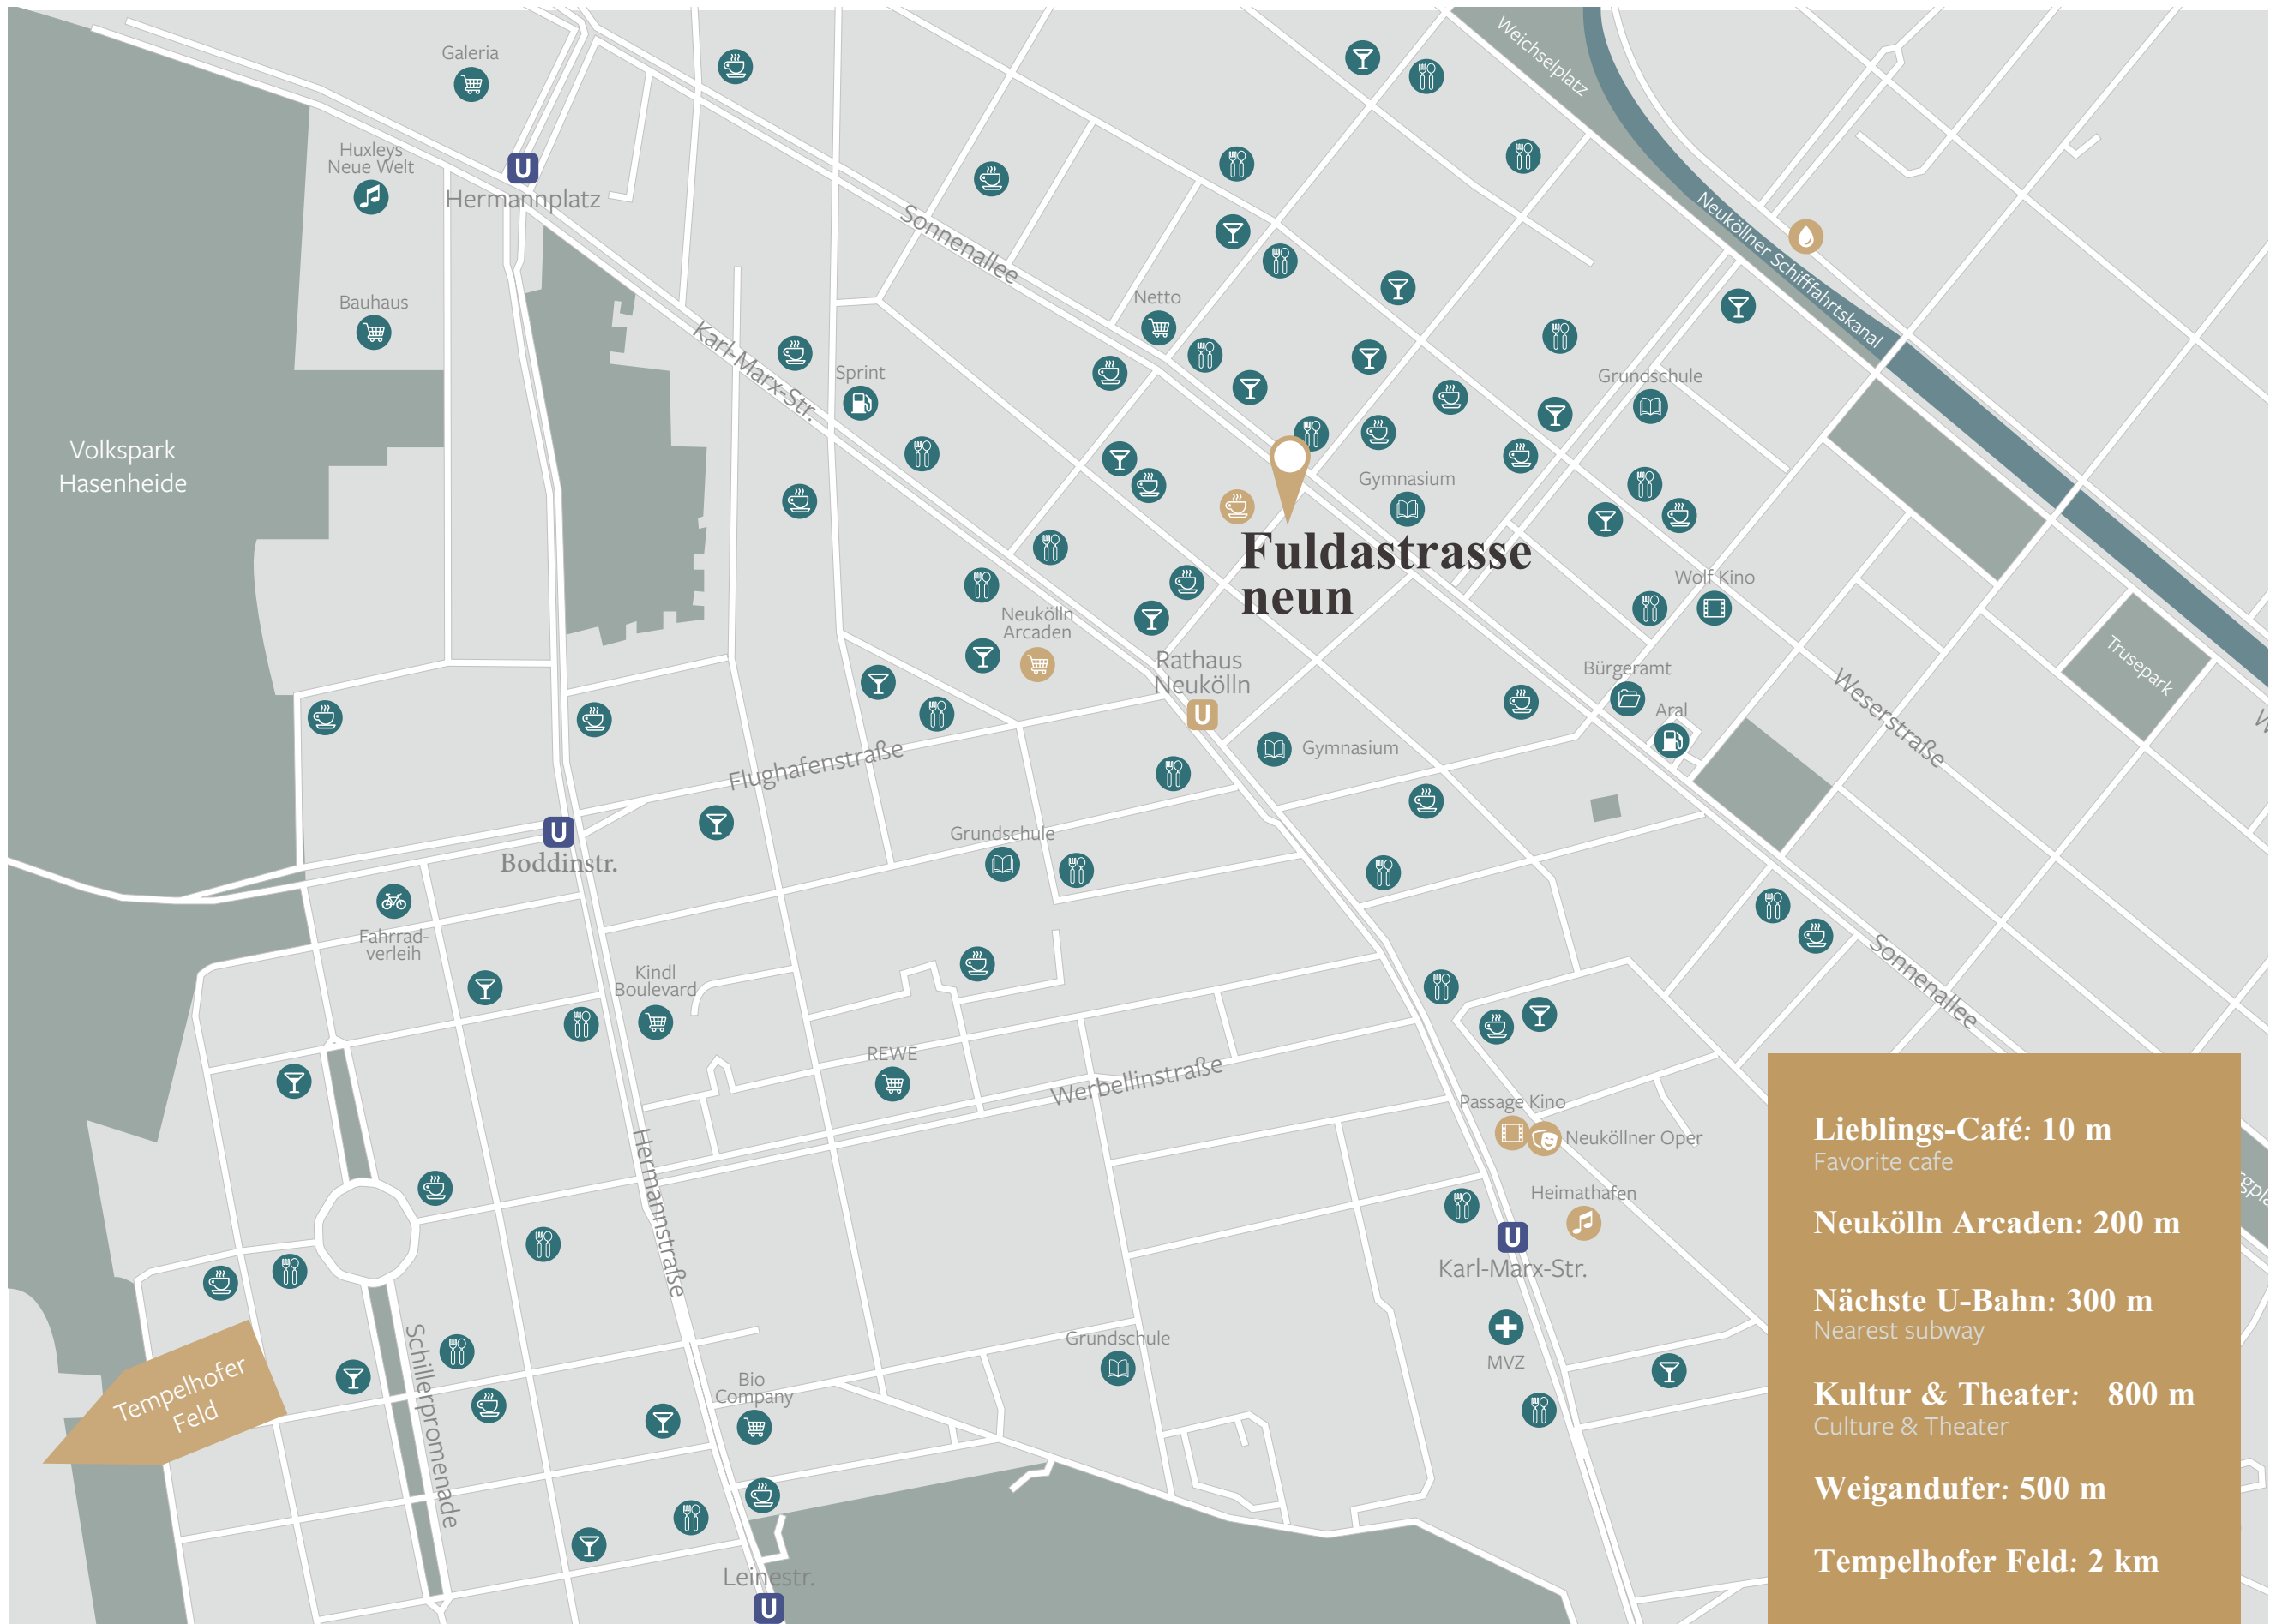 Galeria
Huxleys
Neue Welt
Hermannplatz
Bauhaus
Volkspark
Hasenheide
Sonnenallee
Karl-Marx-Str.
Sprint
Netto
Weichselplatz
Neuköllner Schifffahrtskanal
Grundschule
Gymnasium
Fuldastrasse
neun
Wolf Kino
Neukölln
Arcaden
Rathaus
Neukölln
Gymnasium
Bürgeramt
Aral
Weserstraße
Trusepark
Flughafenstraße
Boddinstr.
Grundschule
Fahrrad-
verleih
Kindl
Boulevard
REWE
Werbellinstraße
Sonnenallee
Hermannstraße
Passage Kino
Neuköllner Oper
Heimathafen
Karl-Marx-Str.
MVZ
Grundschule
Bio
Company
Schillerpromenade
Tempelhofer
Feld
Leinestr.
Lieblings-Café: 10 m
Favorite cafe
Neukölln Arcaden: 200 m
Nächste U-Bahn: 300 m
Nearest subway
Kultur & Theater: 800 m
Culture & Theater
Weigandufer: 500 m
Tempelhofer Feld: 2 km
U
U
U
U
U